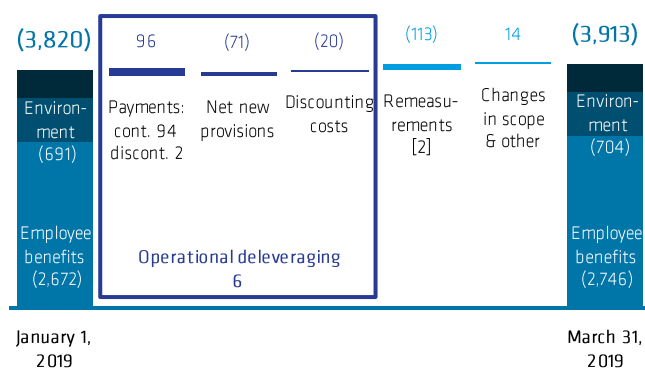 (3,820)
96
(71)
(20)
(113)
14
(3,913)
Environ-
ment
(691)
Employee
benefits
(2,672)
Payments:
cont. 94
discont. 2
Net new
provisions
Discounting
costs
Remeasu-
rements
[2]
Changes
in scope
& other
Environ-
ment
(704)
Employee
benefits
(2,746)
Operational deleveraging
6
January 1,
2019
March 31,
2019